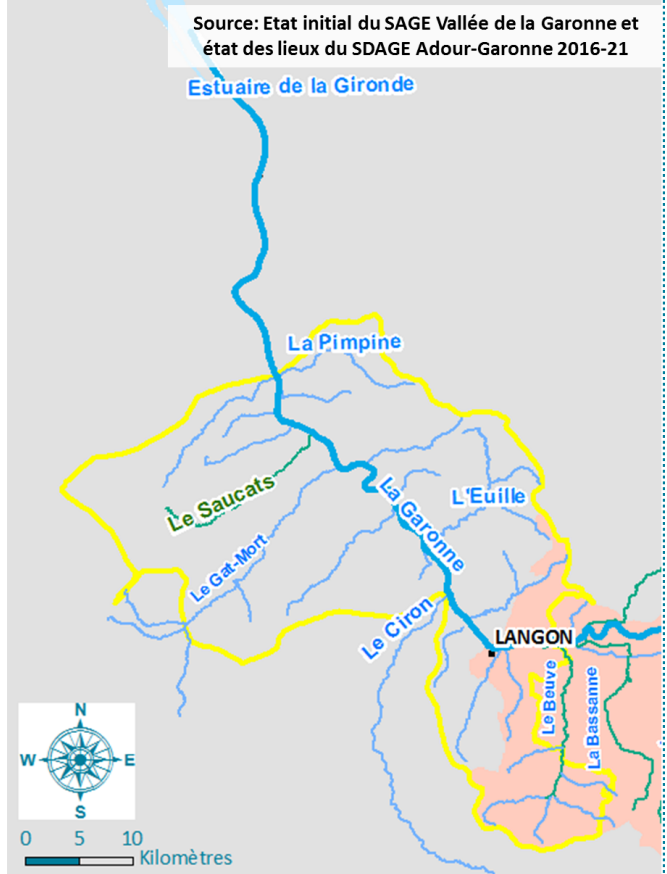 Source: Etat initial du SAGE Vallée de la Garonne et
état des lieux du SDAGE Adour-Garonne 2016-21
Estuaire de la Gironde
La Pimpine
Le Saucats
La Garonne
L'Euille
Le Gat-Mort
Le Ciron
LANGON
Le Beuve
La Bassanne
N
W E
S
0 5 10
Kilomètres